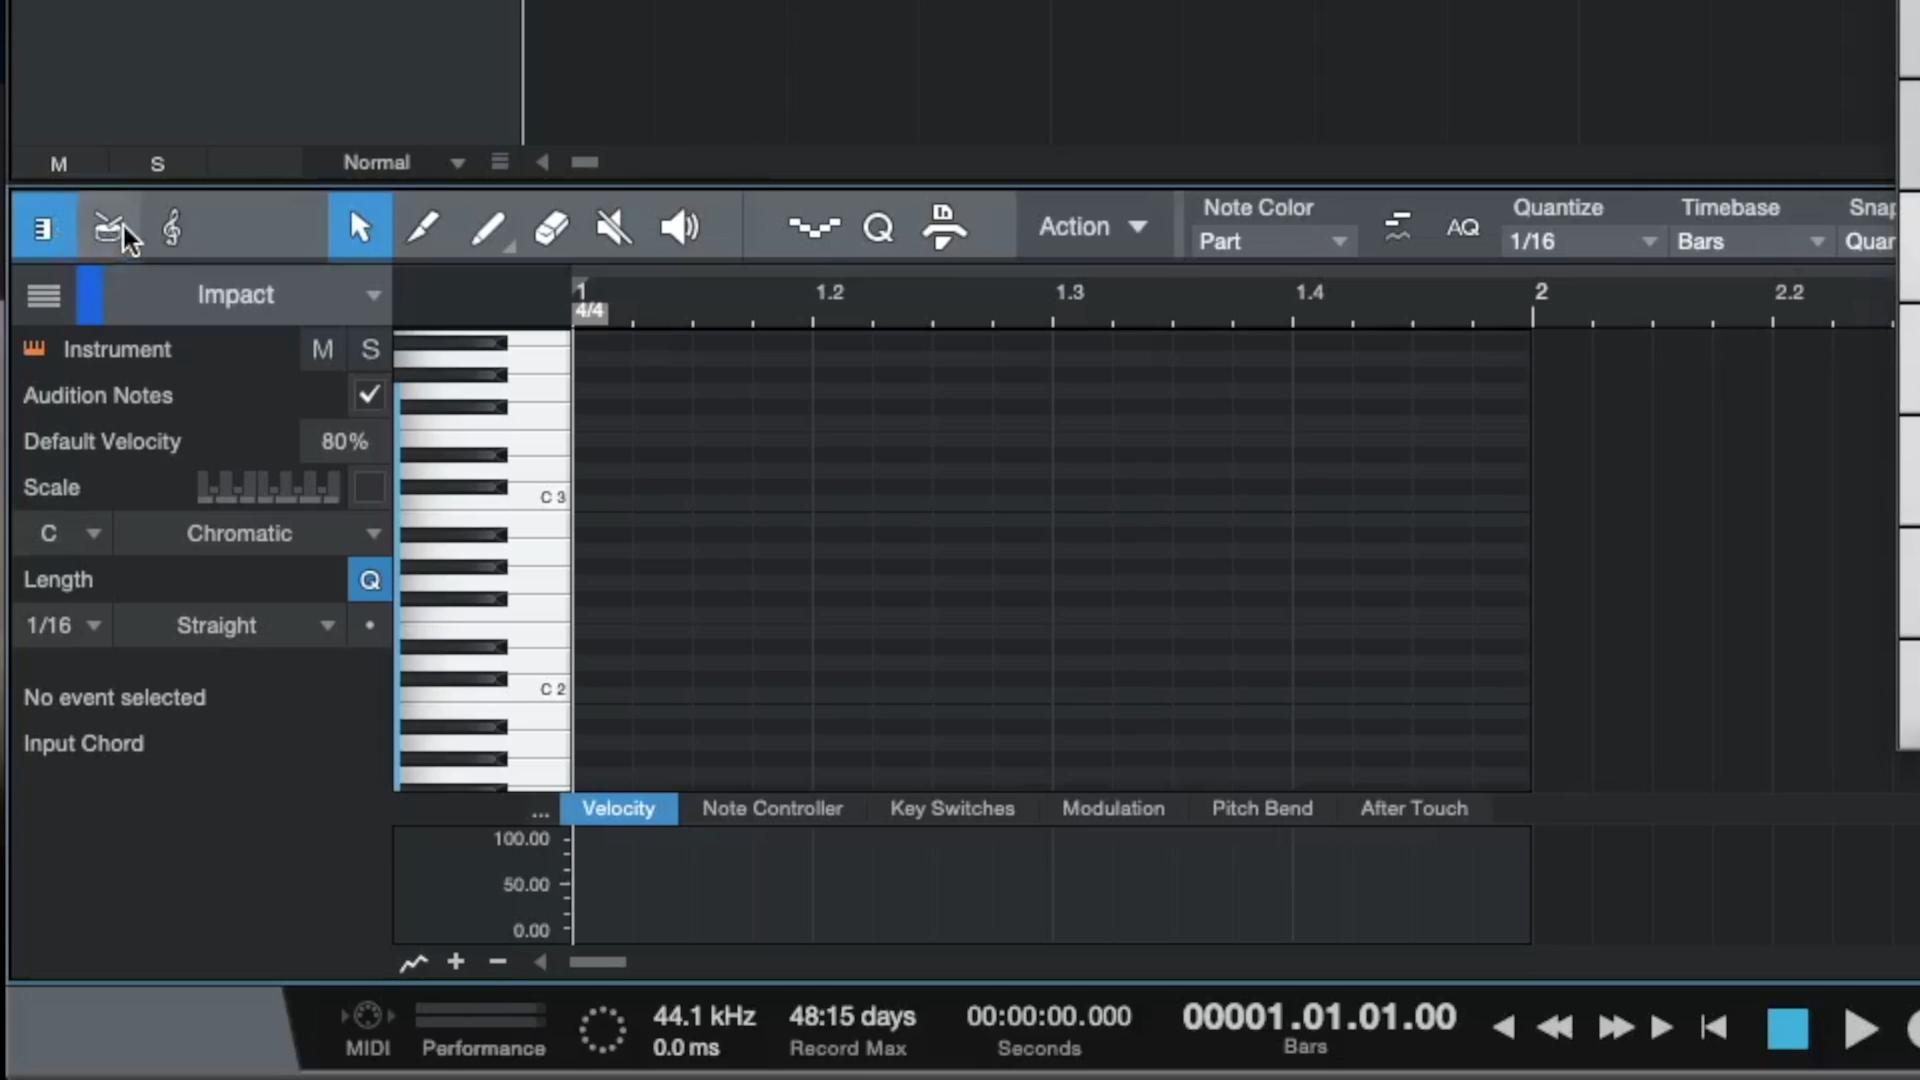 M S Normal
Action Note Color AQ Quantize Timebase
Part 1/16 Bars
Impact 1 1.2 1.3 1.4 2 2.2
4/4
Instrument M S
Audition Notes
Default Velocity 80%
Scale
C 3
C Chromatic
Length Q
1/16 Straight
C 2
No event selected
Input Chord
... Velocity Note Controller Key Switches Modulation Pitch Bend After Touch
100.00
50.00
0.00
44.1 kHz 48:15 days 00:00:00.000 00001.01.01.00
MIDI Performance 0.0 ms Record Max Seconds Bars